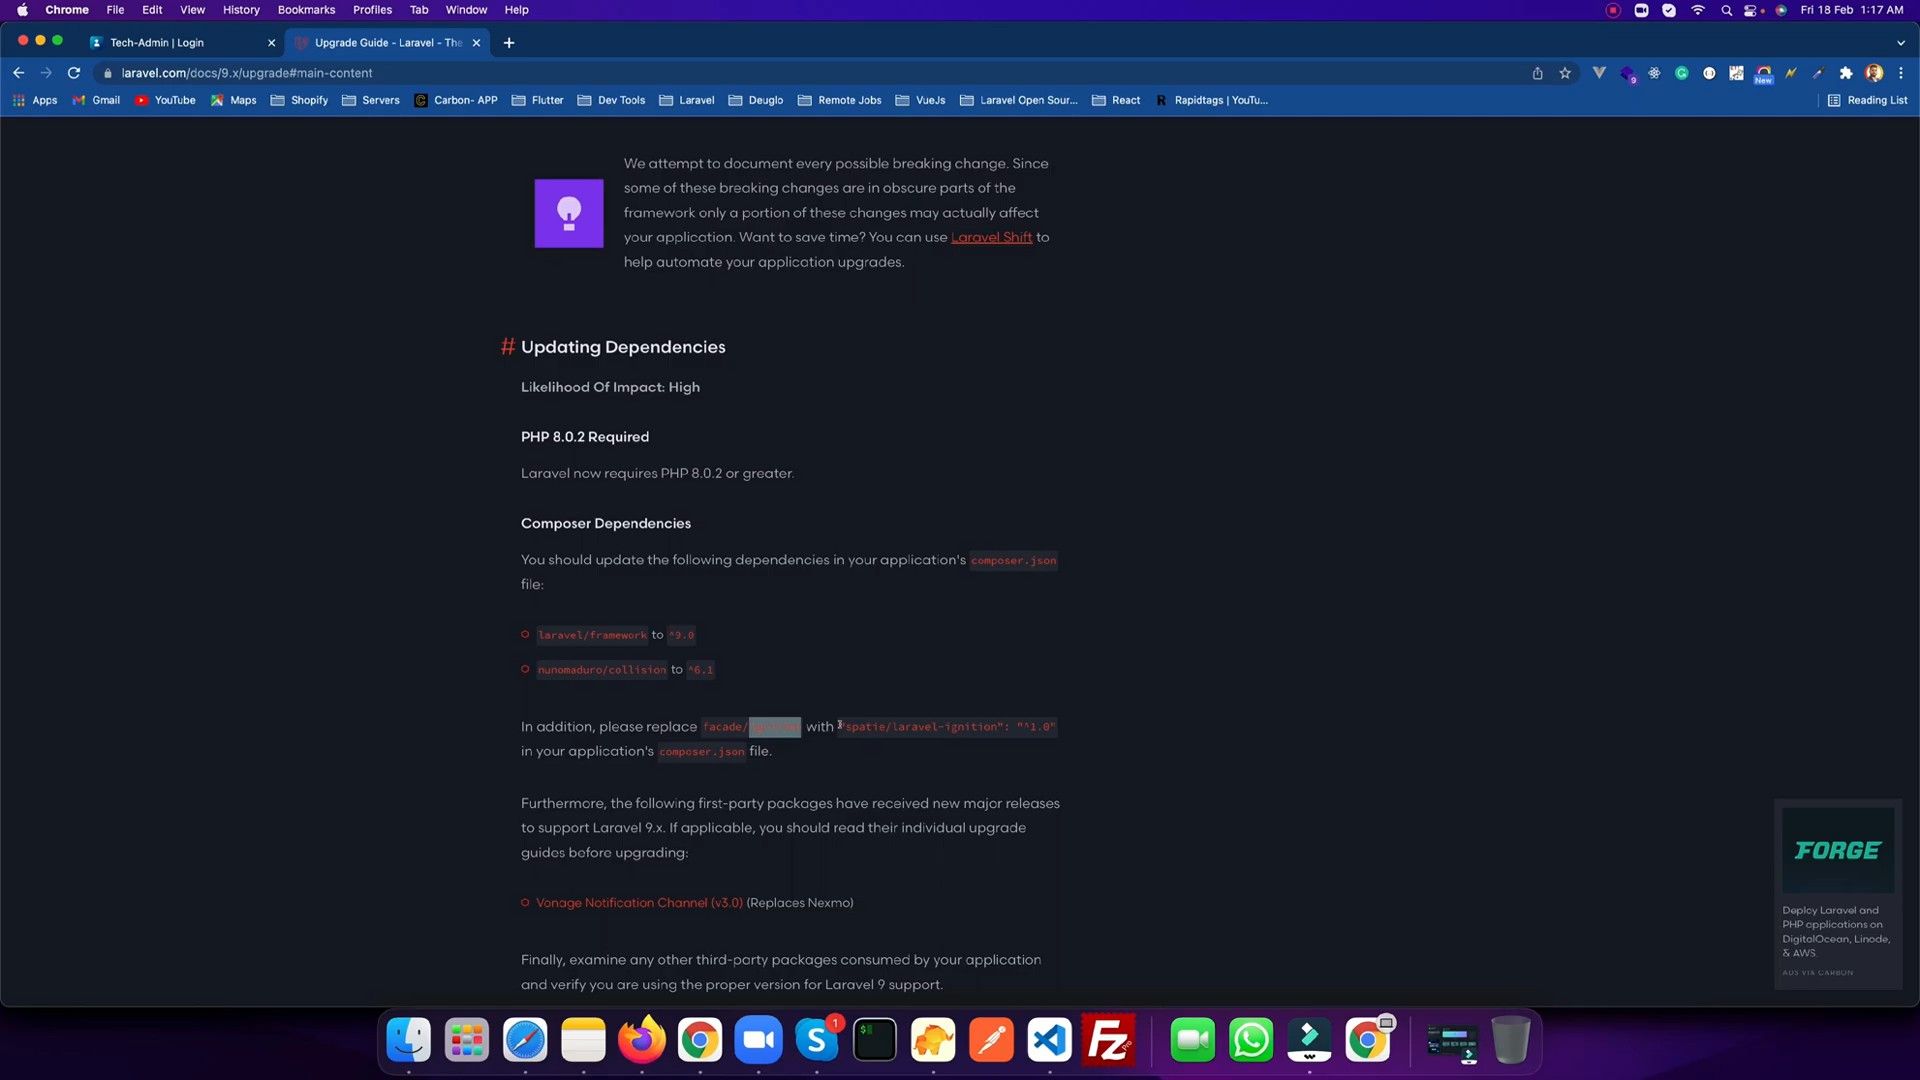 Chrome File Edit View History Bookmarks Profiles Tab Window Help Fri 18 Feb 1:17 AM
Tech-Admin | Login Upgrade Guide - Laravel - The
laravel.com/docs/9.x/upgrade#main-content
New
Apps Gmail YouTube Maps Shopify Servers Carbon- APP Flutter Dev Tools Laravel Deuglo Remote Jobs VueJs Laravel Open Sour... React Rapidtags | YouTu... Reading List
We attempt to document every possible breaking change. Since
some of these breaking changes are in obscure parts of the
framework only a portion of these changes may actually affect
your application. Want to save time? You can use Laravel Shift to
help automate your application upgrades.
# Updating Dependencies
Likelihood Of Impact: High
PHP 8.0.2 Required
Laravel now requires PHP 8.0.2 or greater.
Composer Dependencies
You should update the following dependencies in your application's composer.json
file:
laravel/framework to ^9.0
nunomaduro/collision to ^6.1
In addition, please replace facade/ignition with "spatie/laravel-ignition": "^1.0"
in your application's composer.json file.
Furthermore, the following first-party packages have received new major releases
to support Laravel 9.x. If applicable, you should read their individual upgrade
guides before upgrading:
Vonage Notification Channel (v3.0) (Replaces Nexmo)
Finally, examine any other third-party packages consumed by your application
and verify you are using the proper version for Laravel 9 support.
FORGE
Deploy Laravel and
PHP applications on
DigitalOcean, Linode,
& AWS.
ADS VIA CARBON
1
Fz Pro